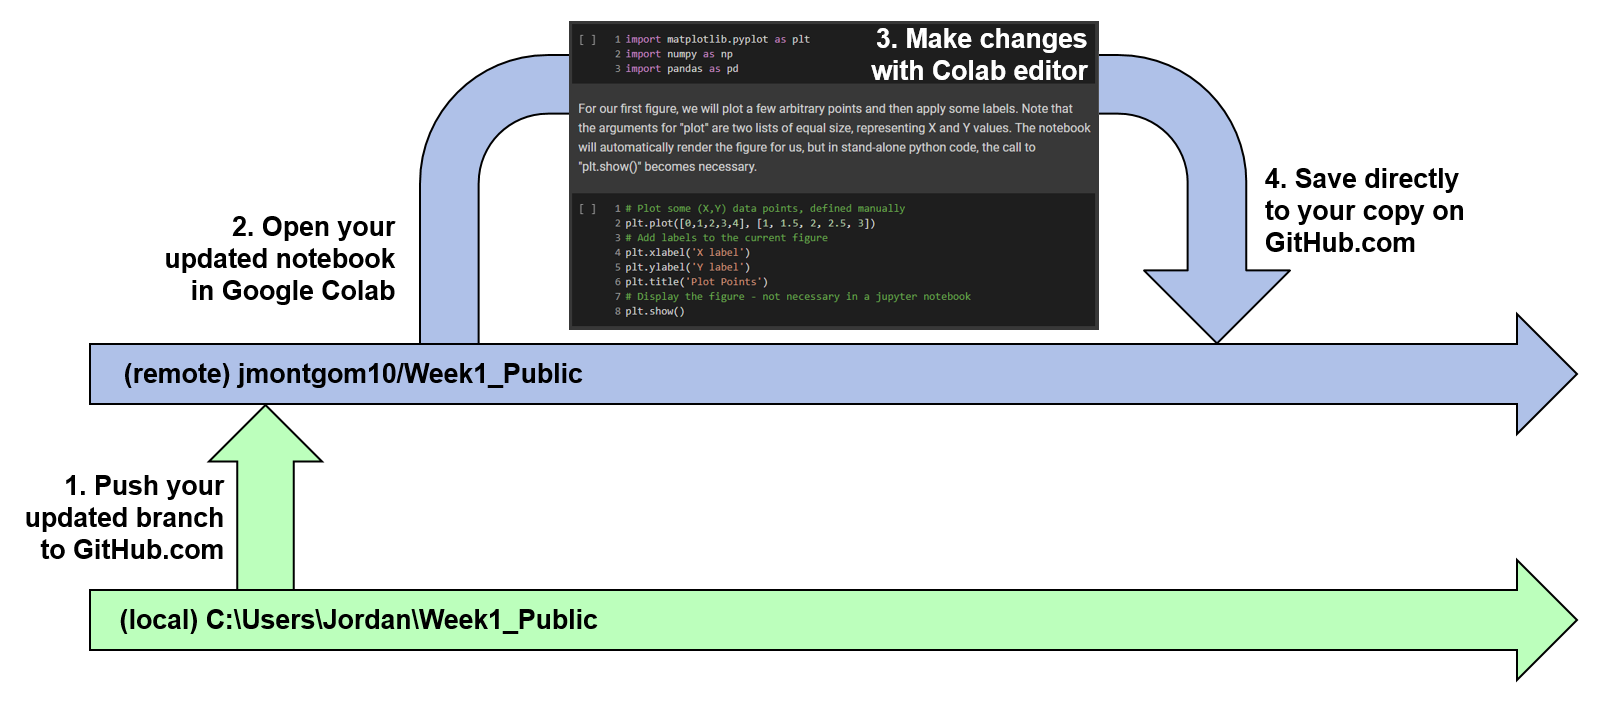 [ ] 1 import matplotlib.pyplot as plt
2 import numpy as np
3 import pandas as pd
3. Make changes
with Colab editor
For our first figure, we will plot a few arbitrary points and then apply some labels. Note that
the arguments for "plot" are two lists of equal size, representing X and Y values. The notebook
will automatically render the figure for us, but in stand-alone python code, the call to
"plt.show()" becomes necessary.
[ ] 1 # Plot some (X,Y) data points, defined manually
2 plt.plot([0,1,2,3,4], [1, 1.5, 2, 2.5, 3])
3 # Add labels to the current figure
4 plt.xlabel('X label')
5 plt.ylabel('Y label')
6 plt.title('Plot Points')
7 # Display the figure - not necessary in a jupyter notebook
8 plt.show()
2. Open your
updated notebook
in Google Colab
4. Save directly
to your copy on
GitHub.com
(remote) jmontgom10/Week1_Public
1. Push your
updated branch
to GitHub.com
(local) C:\Users\Jordan\Week1_Public